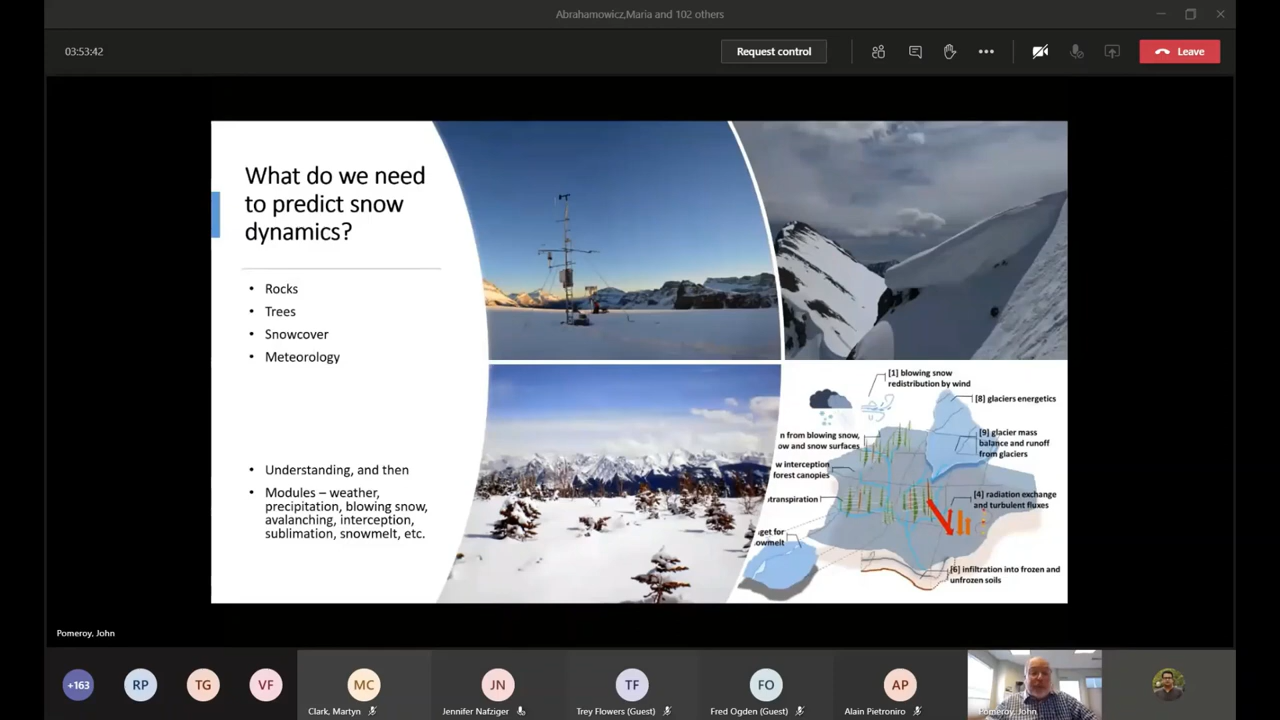 Abrahamowicz,Maria and 102 others
03:53:42
Request control
Leave
What do we need
to predict snow
dynamics?
• Rocks
• Trees
• Snowcover
• Meteorology
• Understanding, and then
• Modules – weather,
precipitation, blowing snow,
avalanching, interception,
sublimation, snowmelt, etc.
[1] blowing snow
redistribution by wind
[8] glaciers energetics
n from blowing snow,
ow and snow surfaces
[9] glacier mass
balance and runoff
from glaciers
w interception
forest canopies
transpiration
[4] radiation exchange
and turbulent fluxes
get for
owmelt
[6] infiltration into frozen and
unfrozen soils
Pomeroy, John
+163
RP
TG
VF
MC
Clark, Martyn
JN
Jennifer Nafziger
TF
Trey Flowers (Guest)
FO
Fred Ogden (Guest)
AP
Alain Pietroniro
Pomeroy, John